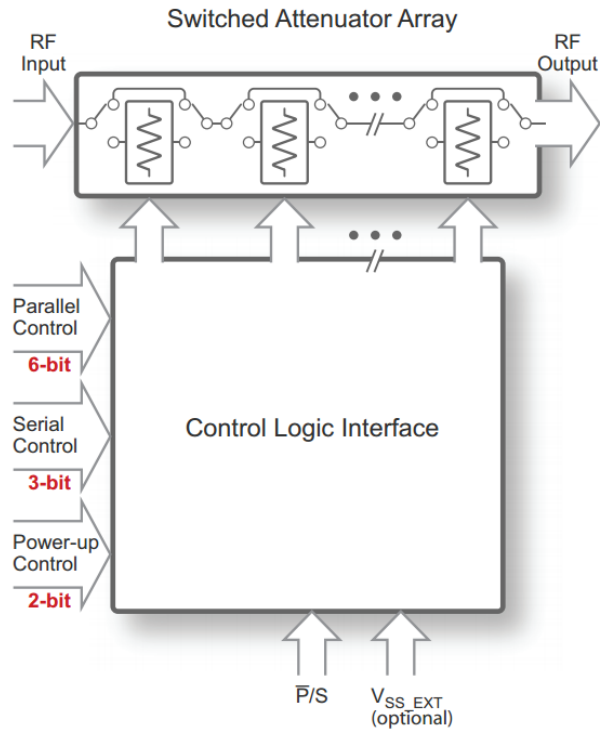 Switched Attenuator Array
RF
Input
RF
Output
Parallel
Control
6-bit
Serial
Control
3-bit
Power-up
Control
2-bit
Control Logic Interface
P̅/S
VSS_EXT
(optional)